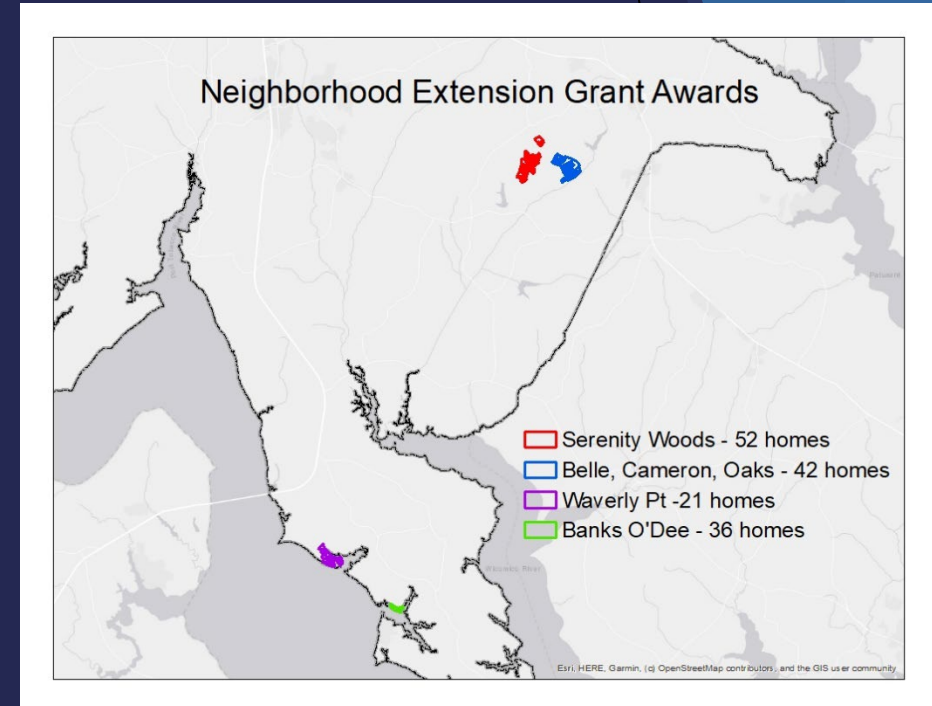 Neighborhood Extension Grant Awards
Serenity Woods - 52 homes
Belle, Cameron, Oaks - 42 homes
Waverly Pt -21 homes
Banks O'Dee - 36 homes
Esri, HERE, Garmin, (c) OpenStreetMap contributors, and the GIS user community